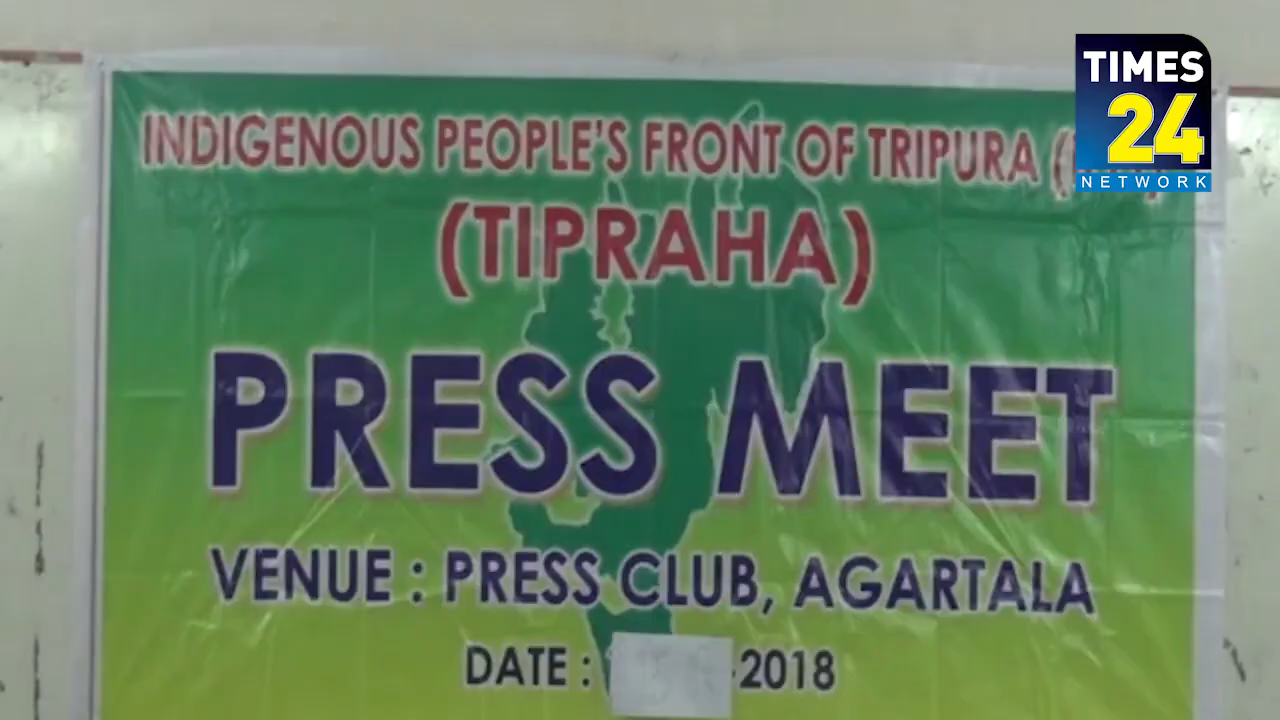 TIMES
24
NETWORK
INDIGENOUS PEOPLE'S FRONT OF TRIPURA (
(TIPRAHA)
PRESS MEET
VENUE : PRESS CLUB, AGARTALA
DATE : -2018